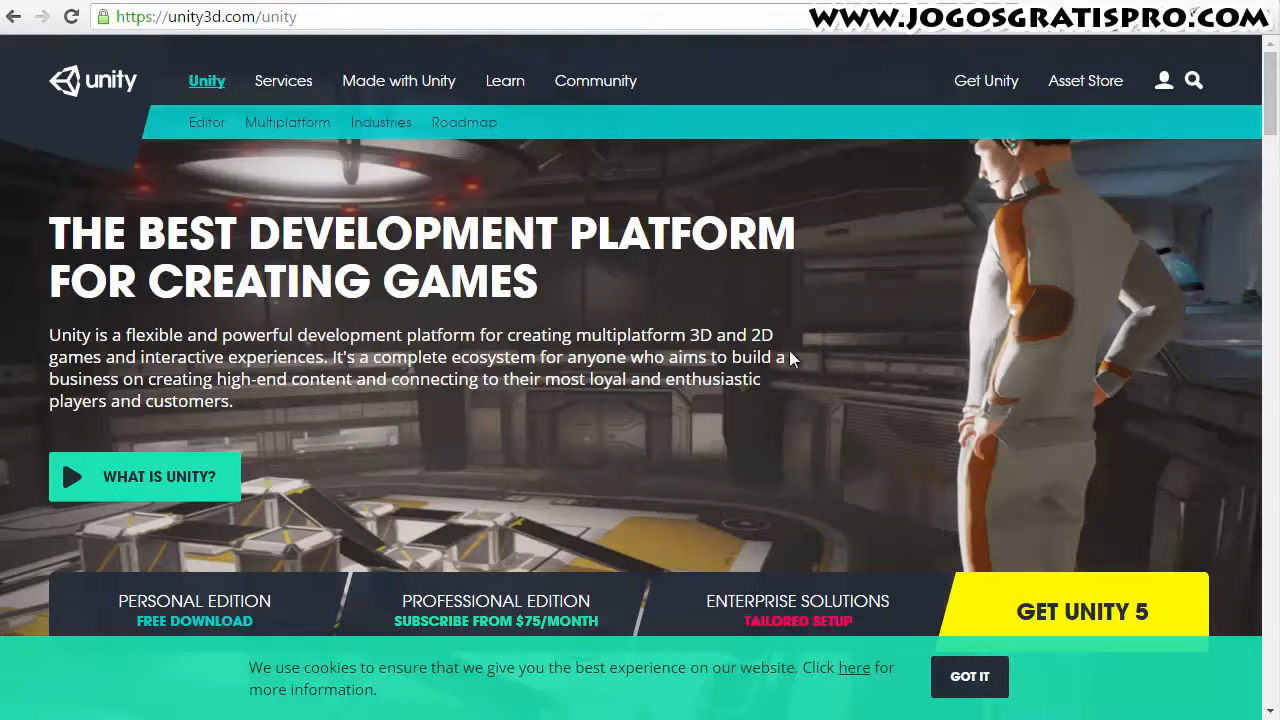 https://unity3d.com/unity
WWW.JOGOSGRATISPRO.COM
unity
Unity Services Made with Unity Learn Community Get Unity Asset Store
Editor Multiplatform Industries Roadmap
THE BEST DEVELOPMENT PLATFORM
FOR CREATING GAMES
Unity is a flexible and powerful development platform for creating multiplatform 3D and 2D
games and interactive experiences. It's a complete ecosystem for anyone who aims to build a
business on creating high-end content and connecting to their most loyal and enthusiastic
players and customers.
WHAT IS UNITY?
PERSONAL EDITION
FREE DOWNLOAD
PROFESSIONAL EDITION
SUBSCRIBE FROM $75/MONTH
ENTERPRISE SOLUTIONS
TAILORED SETUP
GET UNITY 5
We use cookies to ensure that we give you the best experience on our website. Click here for
more information.
GOT IT